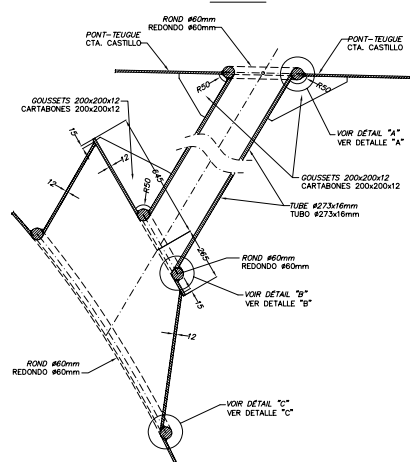 ROND ø60mm
REDONDO ø60mm
PONT-TEUGUE
CTA. CASTILLO
PONT-TEUGUE
CTA. CASTILLO
R50
R50
GOUSSETS 200x200x12
CARTABONES 200x200x12
VOIR DÉTAIL "A"
VER DETALLE "A"
15
12
GOUSSETS 200x200x12
CARTABONES 200x200x12
645
12
R50
TUBE ø273x16mm
TUBO ø273x16mm
265
ROND ø60mm
REDONDO ø60mm
15
VOIR DÉTAIL "B"
VER DETALLE "B"
12
ROND ø60mm
REDONDO ø60mm
VOIR DÉTAIL "C"
VER DETALLE "C"